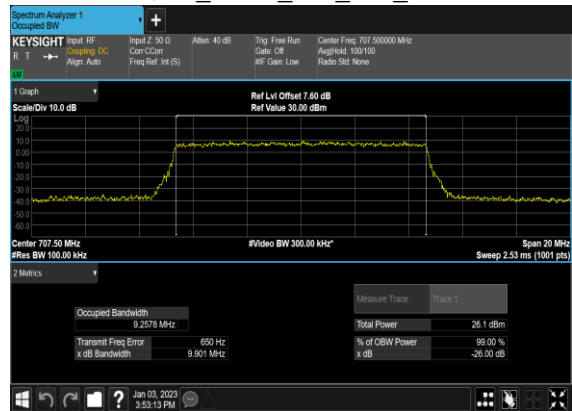 Spectrum Analyzer 1
Occupied BW
KEYSIGHT
R T
Input: RF
Coupling: DC
Align: Auto
Input Z: 50 Ω
Corr CCorr
Freq Ref: Int (S)
Atten: 40 dB
Trig: Free Run
Gate: Off
#IF Gain: Low
Center Freq: 707.500000 MHz
Avg|Hold: 100/100
Radio Std: None
1 Graph
Scale/Div 10.0 dB
Ref Lvl Offset 7.60 dB
Ref Value 30.00 dBm
Log
20.0
10.0
0.00
-10.0
-20.0
-30.0
-40.0
-50.0
-60.0
Center 707.50 MHz
#Res BW 100.00 kHz
#Video BW 300.00 kHz*
Span 20 MHz
Sweep 2.53 ms (1001 pts)
2 Metrics
Measure Trace
Trace 1
Occupied Bandwidth
9.2578 MHz
Total Power
26.1 dBm
Transmit Freq Error
650 Hz
% of OBW Power
99.00 %
x dB Bandwidth
9.901 MHz
x dB
-26.00 dB
?
Jan 03, 2023
3:53:13 PM